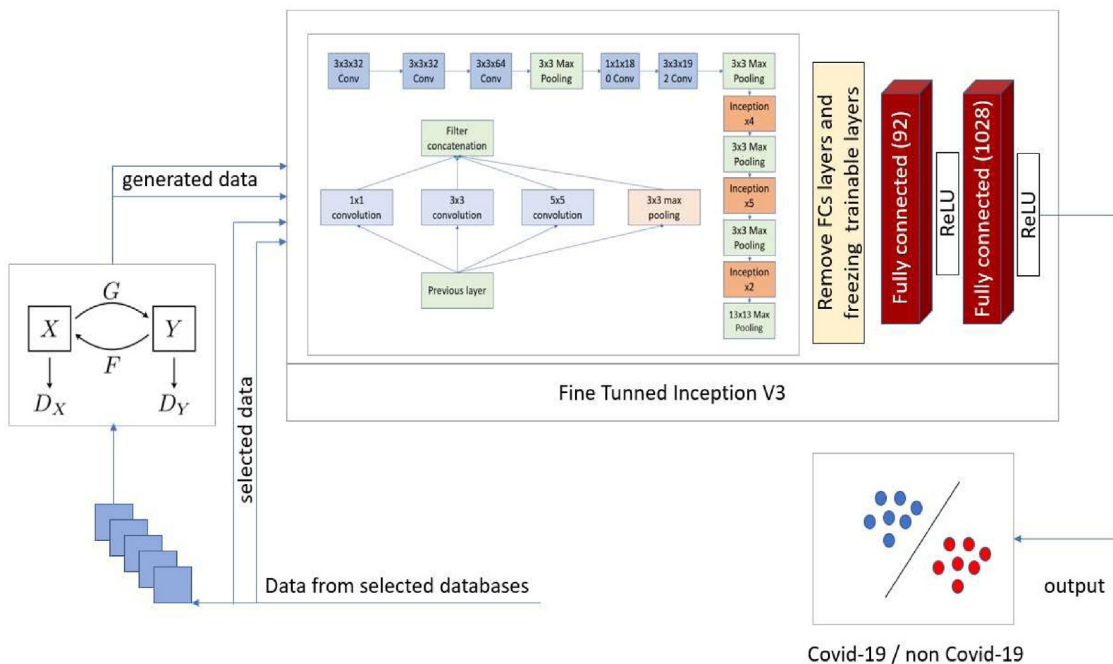 3x3x32
Conv
3x3x32
Conv
3x3x64
Conv
3x3 Max
Pooling
1x1x18
0 Conv
3x3x19
2 Conv
3x3 Max
Pooling
Inception
x4
3x3 Max
Pooling
Inception
x5
3x3 Max
Pooling
Inception
x2
13x13 Max
Pooling
Filter
concatenation
1x1
convolution
3x3
convolution
5x5
convolution
3x3 max
pooling
Previous layer
Remove FCs layers and
freezing trainable layers
Fully connected (92)
ReLU
Fully connected (1028)
ReLU
Fine Tunned Inception V3
generated data
selected data
G
X
Y
F
D_X
D_Y
Data from selected databases
output
Covid-19 / non Covid-19